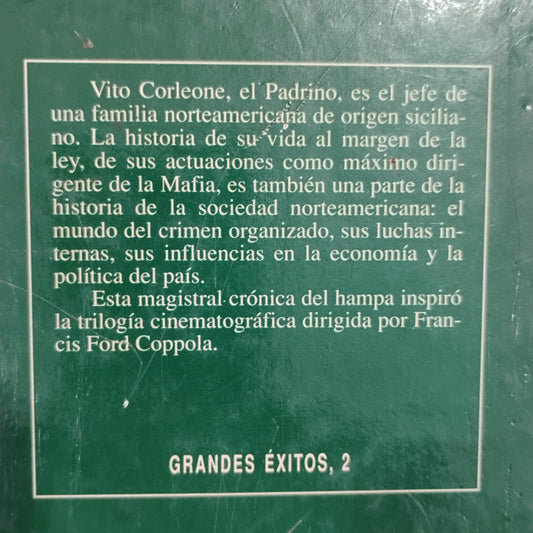 Vito Corleone, el Padrino, es el jefe de
una familia norteamericana de origen sicilia-
no. La historia de su vida al margen de la
ley, de sus actuaciones como máximo diri-
gente de la Mafia, es también una parte de la
historia de la sociedad norteamericana: el
mundo del crimen organizado, sus luchas in-
ternas, sus influencias en la economía y la
política del país.
Esta magistral crónica del hampa inspiró
la trilogía cinematográfica dirigida por Fran-
cis Ford Coppola.
GRANDES ÉXITOS, 2